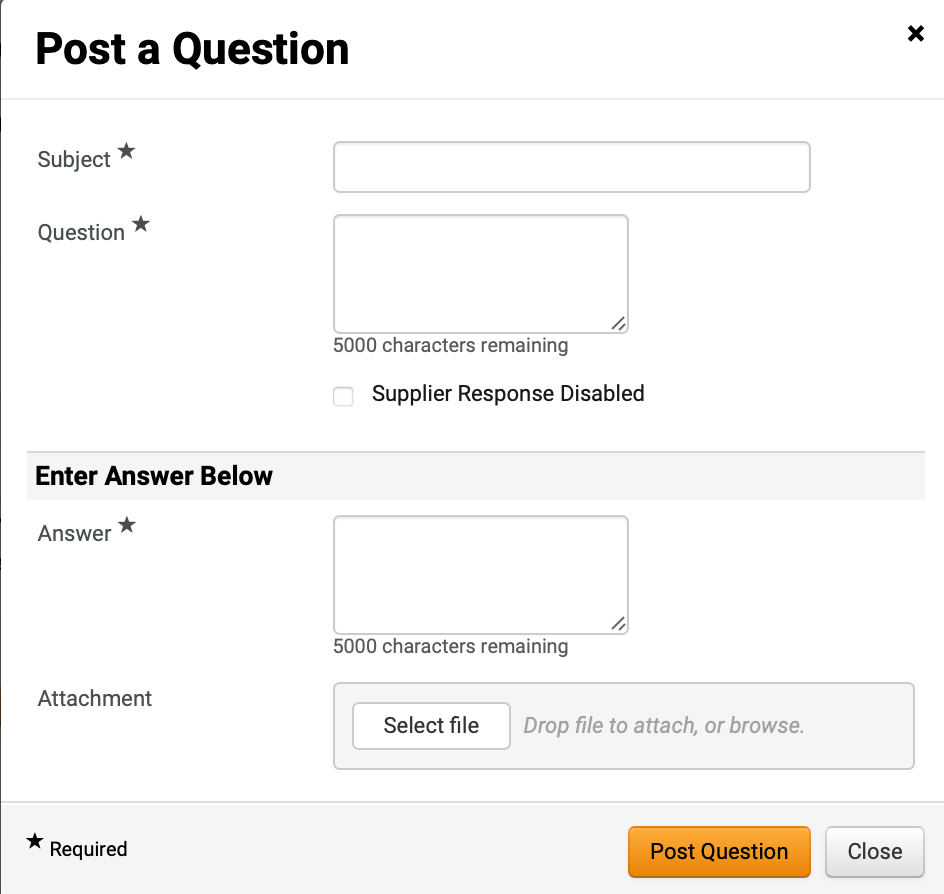 Post a Question
Subject ★
Question ★
5000 characters remaining
Supplier Response Disabled
Enter Answer Below
Answer ★
5000 characters remaining
Attachment
Select file Drop file to attach, or browse.
★ Required
Post Question Close